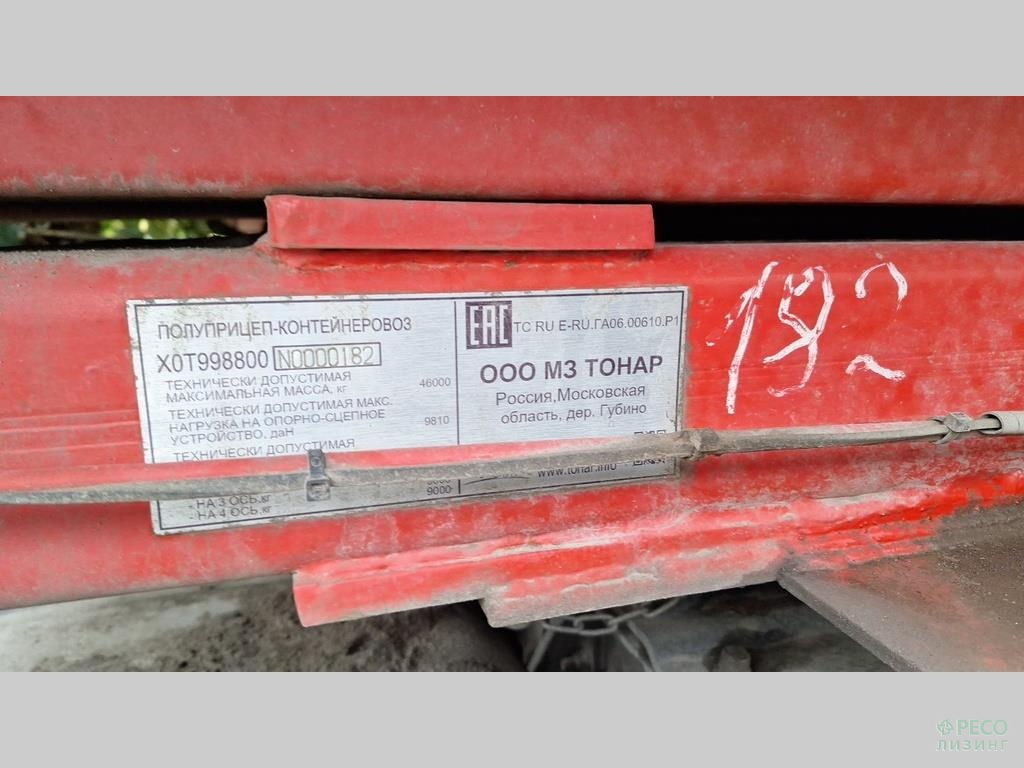 ПОЛУПРИЦЕП-КОНТЕЙНЕРОВОЗ
X0T998800 N0000182
ТЕХНИЧЕСКИ ДОПУСТИМАЯ
МАКСИМАЛЬНАЯ МАССА, кг 46000
ТЕХНИЧЕСКИ ДОПУСТИМАЯ МАКС.
НАГРУЗКА НА ОПОРНО-СЦЕПНОЕ
УСТРОЙСТВО, даН 9810
ТЕХНИЧЕСКИ ДОПУСТИМАЯ
- НА 3 ОСЬ,кг
- НА 4 ОСЬ,кг 9000
EAC TC RU E-RU.ГА06.00610.P1
ООО МЗ ТОНАР
Россия,Московская
область, дер. Губино
www.tonar.info
192
РЕСО
ЛИЗИНГ